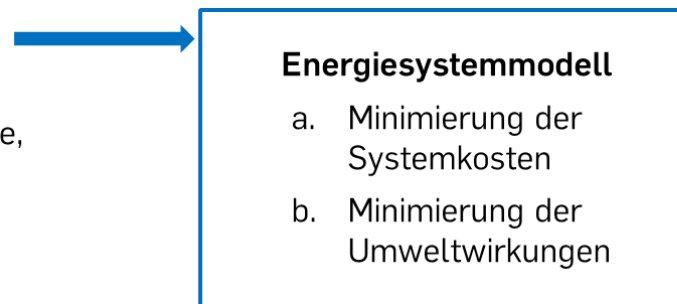 Energiesystemmodell
a. Minimierung der
e,
Systemkosten
b. Minimierung der
Umweltwirkungen